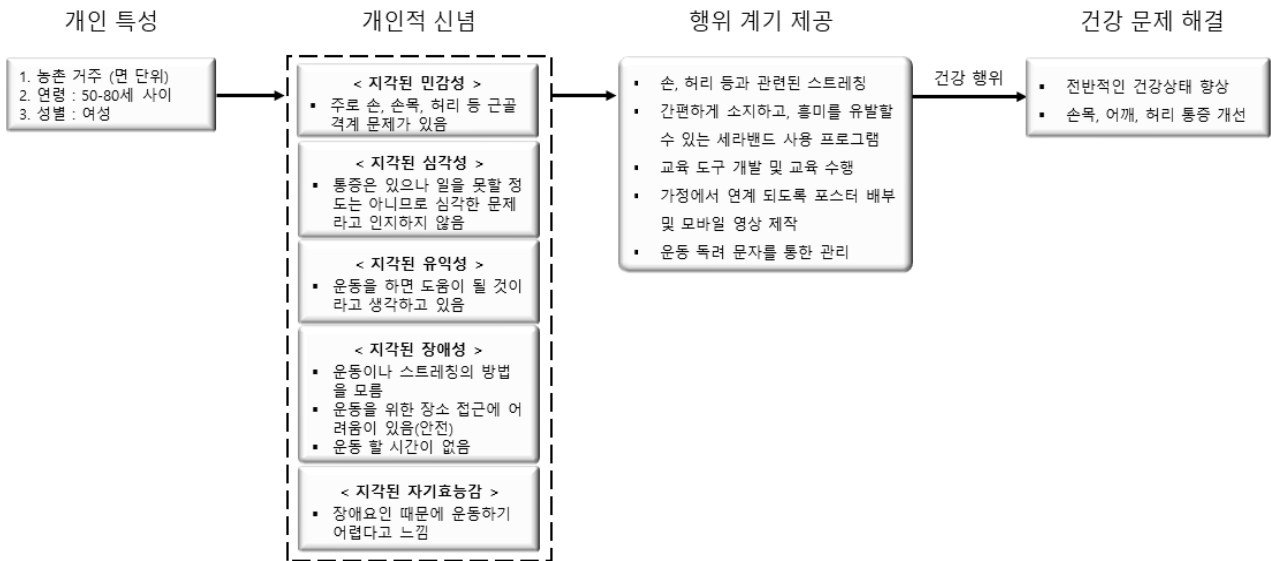 개인 특성
1. 농촌 거주 (면 단위)
2. 연령 : 50-80세 사이
3. 성별 : 여성
개인적 신념
< 지각된 민감성 >
▪ 주로 손, 손목, 허리 등 근골
격계 문제가 있음
< 지각된 심각성 >
▪ 통증은 있으나 일을 못할 정
도는 아니므로 심각한 문제
라고 인지하지 않음
< 지각된 유익성 >
▪ 운동을 하면 도움이 될 것이
라고 생각하고 있음
< 지각된 장애성 >
▪ 운동이나 스트레칭의 방법
을 모름
▪ 운동을 위한 장소 접근에 어
려움이 있음(안전)
▪ 운동 할 시간이 없음
< 지각된 자기효능감 >
▪ 장애요인 때문에 운동하기
어렵다고 느낌
행위 계기 제공
▪ 손, 허리 등과 관련된 스트레칭
▪ 간편하게 소지하고, 흥미를 유발할
수 있는 세라밴드 사용 프로그램
▪ 교육 도구 개발 및 교육 수행
▪ 가정에서 연계 되도록 포스터 배부
및 모바일 영상 제작
▪ 운동 독려 문자를 통한 관리
건강 행위
건강 문제 해결
▪ 전반적인 건강상태 향상
▪ 손목, 어깨, 허리 통증 개선